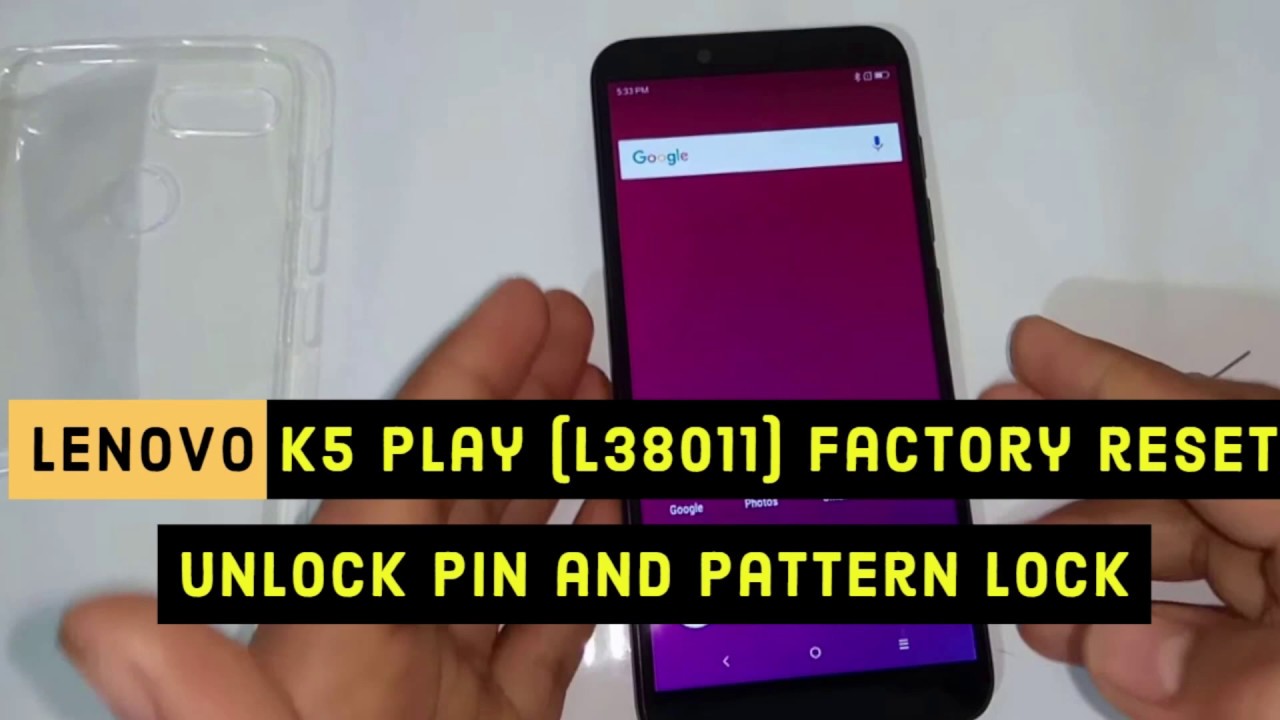 5:33 PM
Google
LENOVO K5 PLAY (L38011) FACTORY RESET
Google Photos
UNLOCK PIN AND PATTERN LOCK